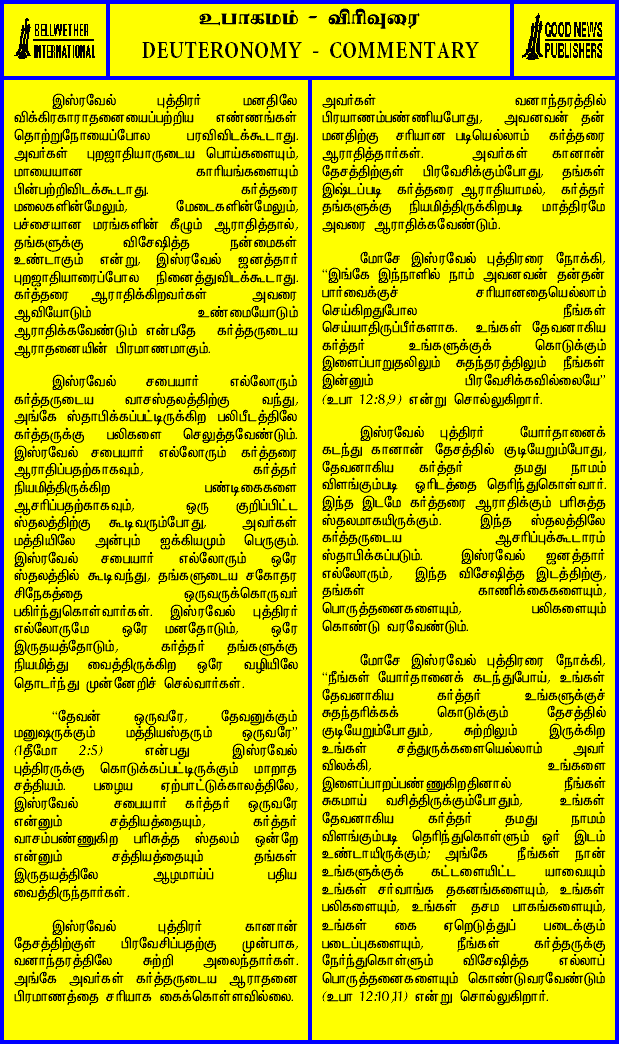 உபாகமம் - விரிவுரை
BELLWETHER
INTERNATIONAL
DEUTERONOMY - COMMENTARY
GOOD NEWS
PUBLISHERS
இஸ்ரவேல் புத்திரர் மனதிலே
விக்கிரகாராதனையைப்பற்றிய எண்ணங்கள்
தொற்றுநோயைப்போல பரவிவிடக்கூடாது.
அவர்கள் புறஜாதியாருடைய பொய்களையும்,
மாயையான காரியங்களையும்
பின்பற்றிவிடக்கூடாது. கர்த்தரை
மலைகளின்மேலும், மேடைகளின்மேலும்,
பச்சையான மரங்களின் கீழும் ஆராதித்தால்,
தங்களுக்கு விசேஷித்த நன்மைகள்
உண்டாகும் என்று, இஸ்ரவேல் ஜனத்தார்
புறஜாதியாரைப்போல நினைத்துவிடக்கூடாது.
கர்த்தரை ஆராதிக்கிறவர்கள் அவரை
ஆவியோடும் உண்மையோடும்
ஆராதிக்கவேண்டும் என்பதே கர்த்தருடைய
ஆராதனையின் பிரமாணமாகும்.
இஸ்ரவேல் சபையார் எல்லோரும்
கர்த்தருடைய வாசஸ்தலத்திற்கு வந்து,
அங்கே ஸ்தாபிக்கப்பட்டிருக்கிற பலிபீடத்திலே
கர்த்தருக்கு பலிகளை செலுத்தவேண்டும்.
இஸ்ரவேல் சபையார் எல்லோரும் கர்த்தரை
ஆராதிப்பதற்காகவும், கர்த்தர்
நியமித்திருக்கிற பண்டிகைகளை
ஆசரிப்பதற்காகவும், ஒரு குறிப்பிட்ட
ஸ்தலத்திற்கு கூடிவரும்போது, அவர்கள்
மத்தியிலே அன்பும் ஐக்கியமும் பெருகும்.
இஸ்ரவேல் சபையார் எல்லோரும் ஒரே
ஸ்தலத்தில் கூடிவந்து, தங்களுடைய சகோதர
சிநேகத்தை ஒருவருக்கொருவர்
பகிர்ந்துகொள்வார்கள். இஸ்ரவேல் புத்திரர்
எல்லோருமே ஒரே மனதோடும், ஒரே
இருதயத்தோடும், கர்த்தர் தங்களுக்கு
நியமித்து வைத்திருக்கிற ஒரே வழியிலே
தொடர்ந்து முன்னேறிச் செல்வார்கள்.
“தேவன் ஒருவரே, தேவனுக்கும்
மனுஷருக்கும் மத்தியஸ்தரும் ஒருவரே”
(1தீமோ 2:5) என்பது இஸ்ரவேல்
புத்திரருக்கு கொடுக்கப்பட்டிருக்கும் மாறாத
சத்தியம். பழைய ஏற்பாட்டுக்காலத்திலே,
இஸ்ரவேல் சபையார் கர்த்தர் ஒருவரே
என்னும் சத்தியத்தையும், கர்த்தர்
வாசம்பண்ணுகிற பரிசுத்த ஸ்தலம் ஒன்றே
என்னும் சத்தியத்தையும் தங்கள்
இருதயத்திலே ஆழமாய்ப் பதிய
வைத்திருந்தார்கள்.
இஸ்ரவேல் புத்திரர் கானான்
தேசத்திற்குள் பிரவேசிப்பதற்கு முன்பாக,
வனாந்தரத்திலே சுற்றி அலைந்தார்கள்.
அங்கே அவர்கள் கர்த்தருடைய ஆராதனை
பிரமாணத்தை சரியாக கைக்கொள்ளவில்லை.
அவர்கள் வனாந்தரத்தில்
பிரயாணம்பண்ணியபோது, அவனவன் தன்
மனதிற்கு சரியான படியெல்லாம் கர்த்தரை
ஆராதித்தார்கள். அவர்கள் கானான்
தேசத்திற்குள் பிரவேசிக்கும்போது, தங்கள்
இஷ்டப்படி கர்த்தரை ஆராதியாமல், கர்த்தர்
தங்களுக்கு நியமித்திருக்கிறபடி மாத்திரமே
அவரை ஆராதிக்கவேண்டும்.
மோசே இஸ்ரவேல் புத்திரரை நோக்கி,
“இங்கே இந்நாளில் நாம் அவனவன் தன்தன்
பார்வைக்குச் சரியானதையெல்லாம்
செய்கிறதுபோல நீங்கள்
செய்யாதிருப்பீர்களாக. உங்கள் தேவனாகிய
கர்த்தர் உங்களுக்குக் கொடுக்கும்
இளைப்பாறுதலிலும் சுதந்தரத்திலும் நீங்கள்
இன்னும் பிரவேசிக்கவில்லையே”
(உபா 12:8,9) என்று சொல்லுகிறார்.
இஸ்ரவேல் புத்திரர் யோர்தானைக்
கடந்து கானான் தேசத்தில் குடியேறும்போது,
தேவனாகிய கர்த்தர் தமது நாமம்
விளங்கும்படி ஓரிடத்தை தெரிந்துகொள்வார்.
இந்த இடமே கர்த்தரை ஆராதிக்கும் பரிசுத்த
ஸ்தலமாகயிருக்கும். இந்த ஸ்தலத்திலே
கர்த்தருடைய ஆசரிப்புக்கூடாரம்
ஸ்தாபிக்கப்படும். இஸ்ரவேல் ஜனத்தார்
எல்லோரும், இந்த விசேஷித்த இடத்திற்கு,
தங்கள் காணிக்கைகளையும்,
பொருத்தனைகளையும், பலிகளையும்
கொண்டு வரவேண்டும்.
மோசே இஸ்ரவேல் புத்திரரை நோக்கி,
“நீங்கள் யோர்தானைக் கடந்துபோய், உங்கள்
தேவனாகிய கர்த்தர் உங்களுக்குச்
சுதந்தரிக்கக் கொடுக்கும் தேசத்தில்
குடியேறும்போதும், சுற்றிலும் இருக்கிற
உங்கள் சத்துருக்களையெல்லாம் அவர்
விலக்கி, உங்களை
இளைப்பாறப்பண்ணுகிறதினால் நீங்கள்
சுகமாய் வசித்திருக்கும்போதும், உங்கள்
தேவனாகிய கர்த்தர் தமது நாமம்
விளங்கும்படி தெரிந்துகொள்ளும் ஓர் இடம்
உண்டாயிருக்கும்; அங்கே நீங்கள் நான்
உங்களுக்குக் கட்டளையிட்ட யாவையும்
உங்கள் சர்வாங்க தகனங்களையும், உங்கள்
பலிகளையும், உங்கள் தசம பாகங்களையும்,
உங்கள் கை ஏறெடுத்துப் படைக்கும்
படைப்புகளையும், நீங்கள் கர்த்தருக்கு
நேர்ந்துகொள்ளும் விசேஷித்த எல்லாப்
பொருத்தனைகளையும் கொண்டுவரவேண்டும்
(உபா 12:10,11) என்று சொல்லுகிறார்.